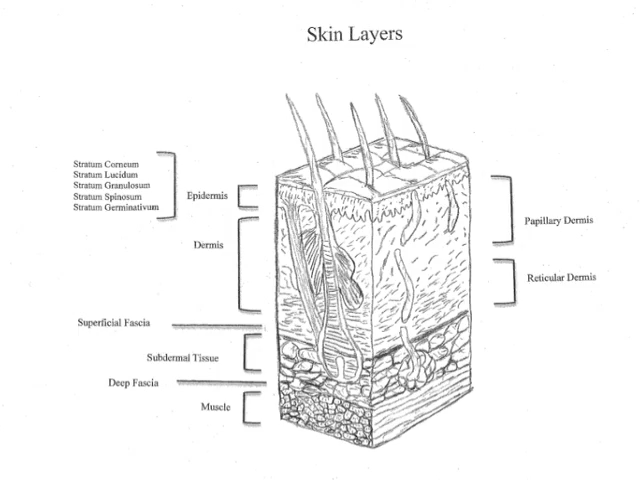 Skin Layers
Stratum Corneum
Stratum Lucidum
Stratum Granulosum
Stratum Spinosum
Stratum Germinativum
Epidermis
Dermis
Superficial Fascia
Subdermal Tissue
Deep Fascia
Muscle
Papillary Dermis
Reticular Dermis